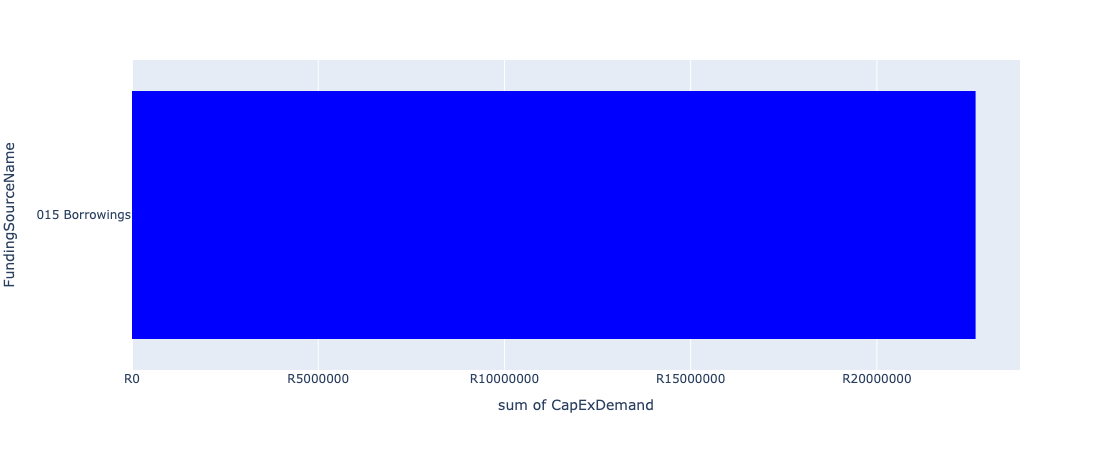 FundingSourceName
015 Borrowings
R0
R5000000
R10000000
R15000000
R20000000
sum of CapExDemand